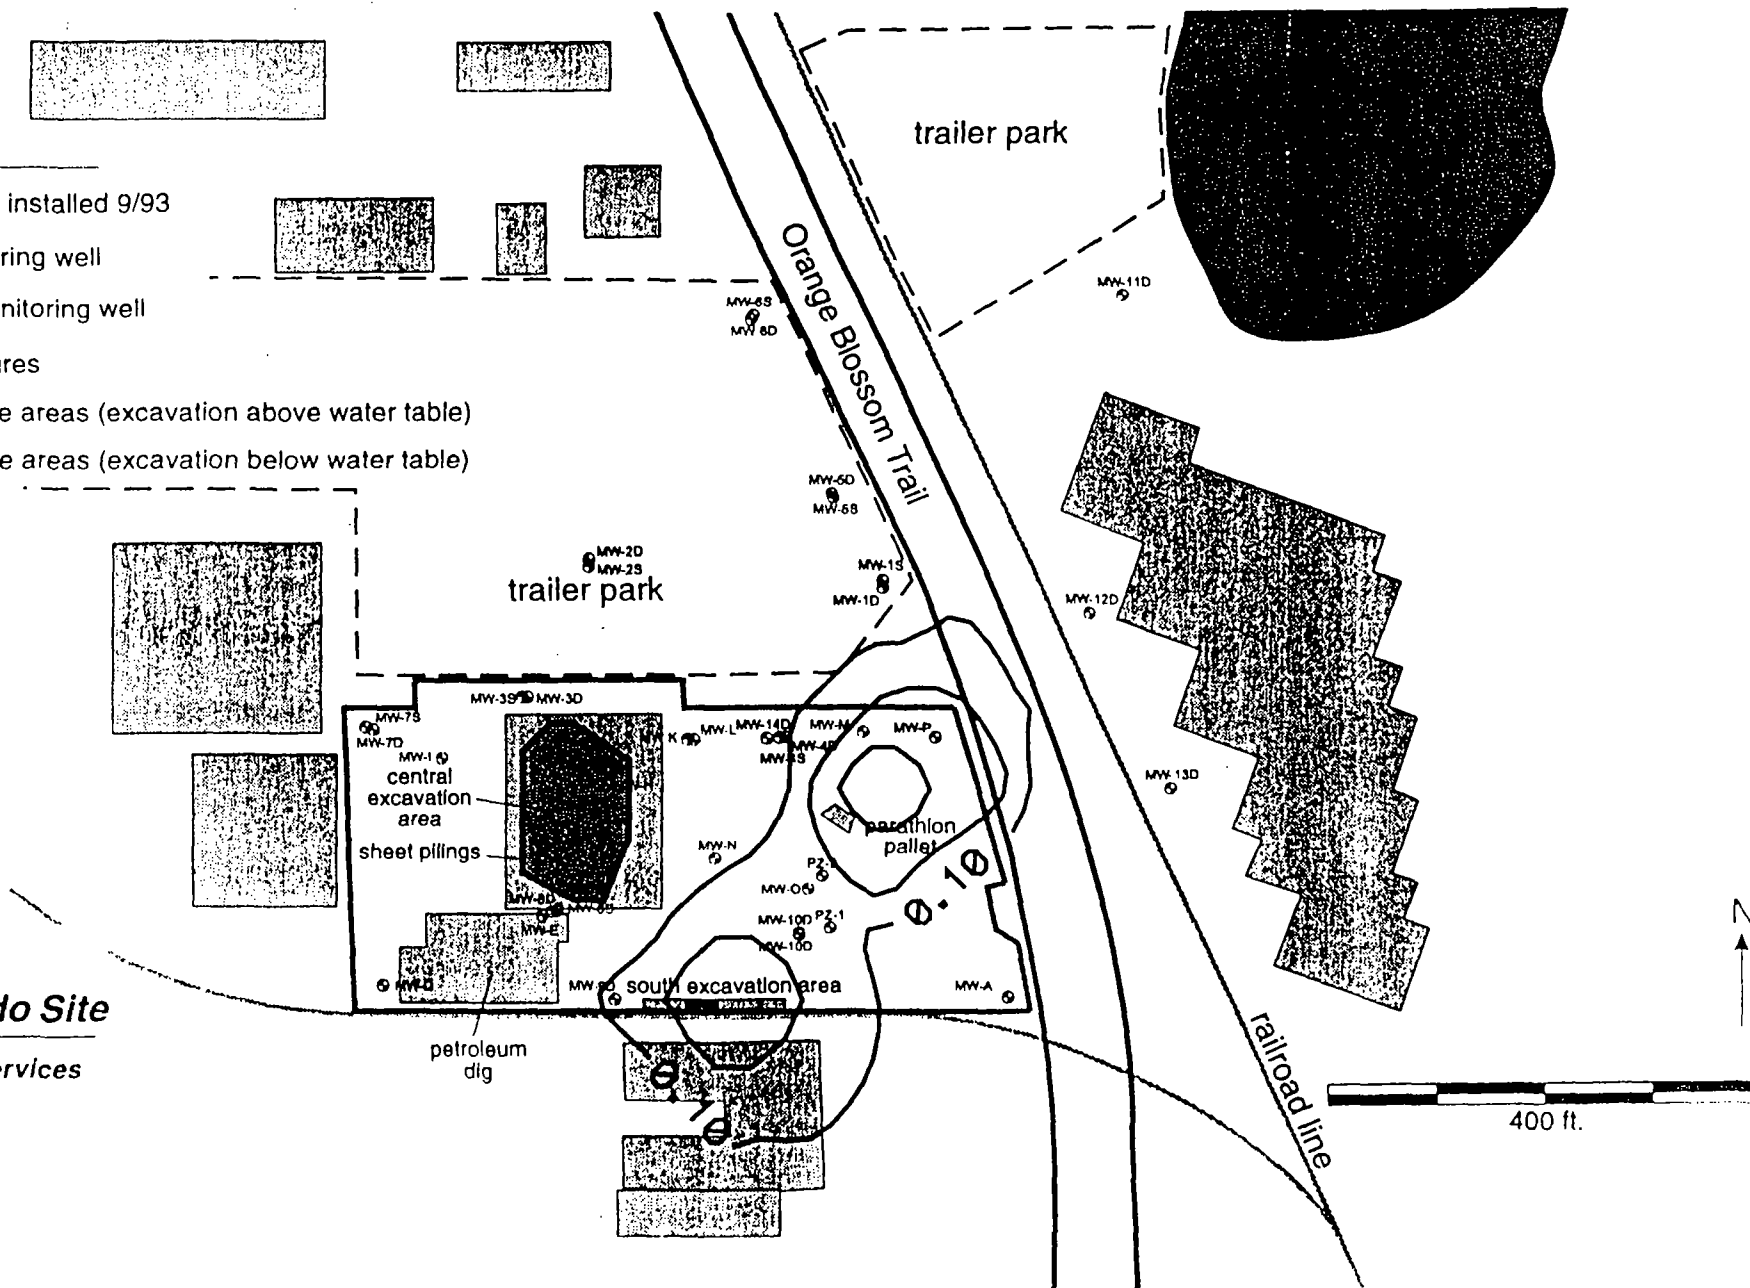 trailer park
installed 9/93
ring well
nitoring well
res
e areas (excavation above water table)
e areas (excavation below water table)
Orange Blossom Trail
MW-11D
MW-6S
MW 6D
MW-5D
MW-5S
MW-2D
MW-2S
trailer park
MW-1S
MW-1D
MW-12D
MW-3S
MW-3D
MW-7S
MW-7D
MW-I
MW-L
MW-14D
MW-M
MW-P
MW-4S
MW-13D
central
excavation
area
sheet pilings
parathion
pallet
MW-N
MW-O
MW-10D
PZ-1
MW-10D
MW-E
0.10
south excavation area
MW-A
petroleum
dig
do Site
rvices
railroad line
400 ft.
N